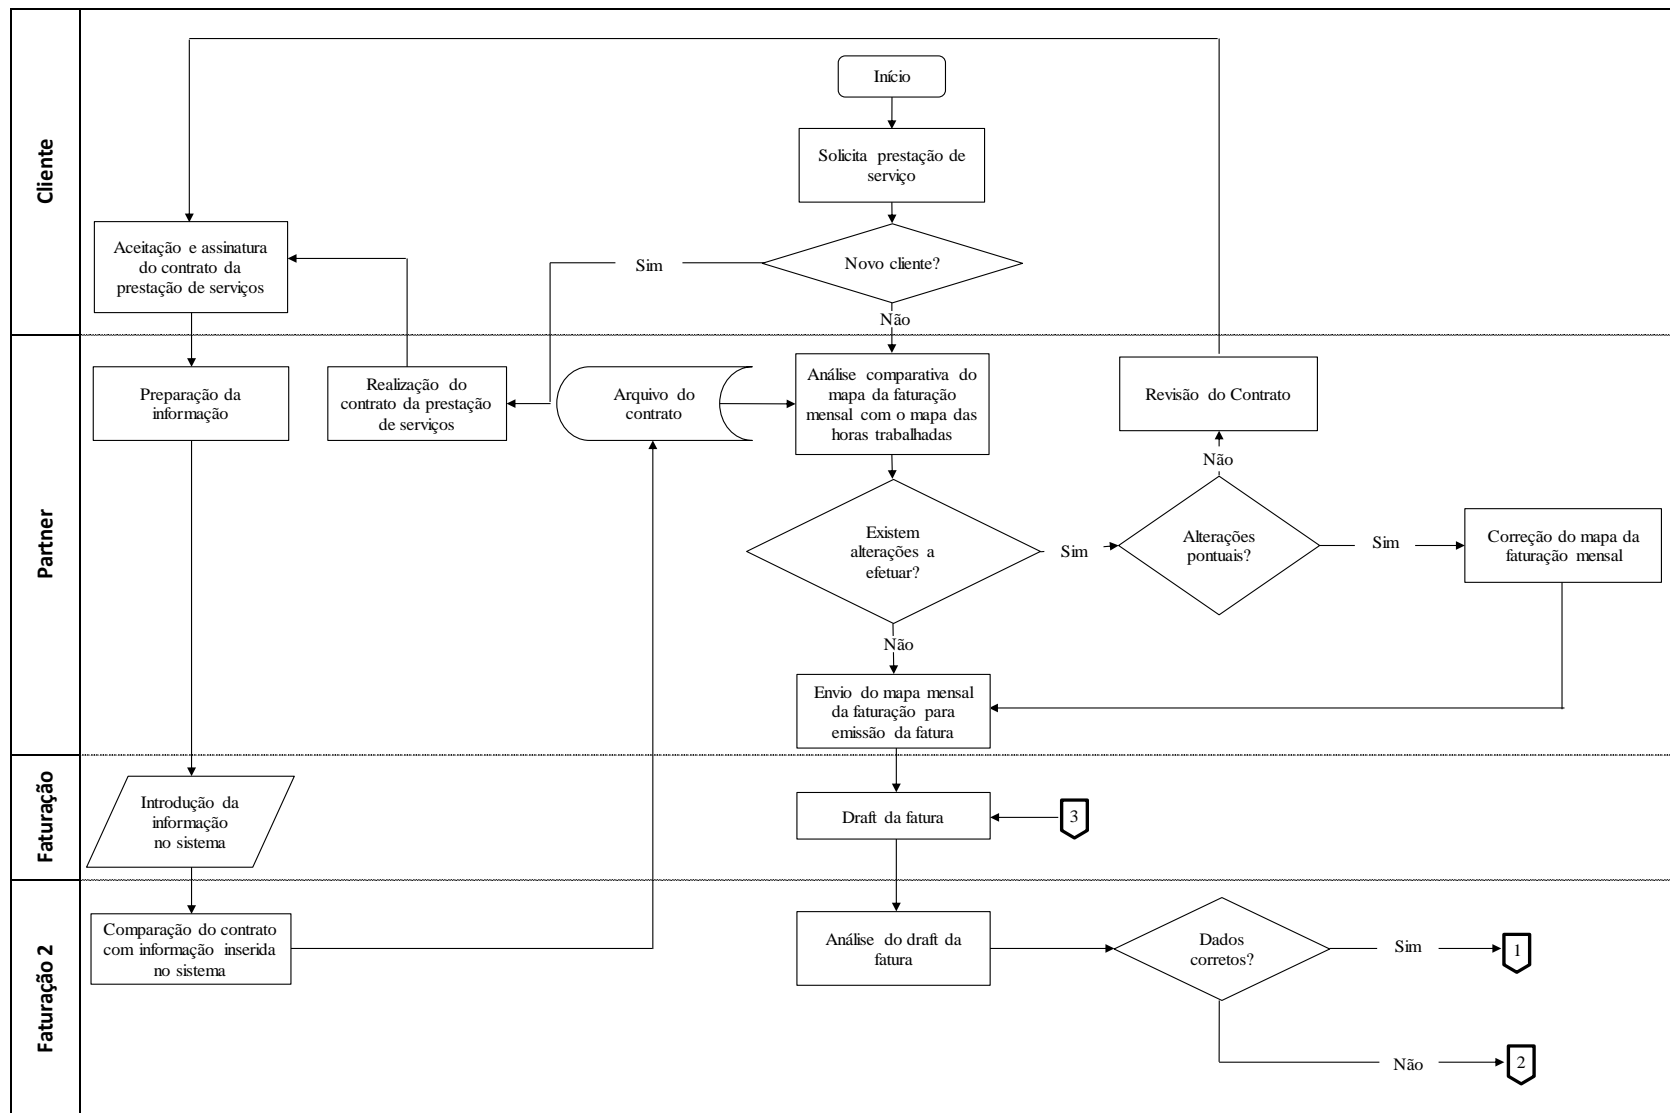 Cliente
Início
Solicita prestação de
serviço
Aceitação e assinatura
do contrato da
prestação de serviços
Sim
Novo cliente?
Não
Partner
Preparação da
informação
Realização do
contrato da prestação
de serviços
Arquivo do
contrato
Análise comparativa do
mapa da faturação
mensal com o mapa das
horas trabalhadas
Revisão do Contrato
Não
Existem
alterações a
efetuar?
Sim
Alterações
pontuais?
Sim
Correção do mapa da
faturação mensal
Não
Envio do mapa mensal
da faturação para
emissão da fatura
Faturação
Introdução da
informação
no sistema
Draft da fatura
3
Faturação 2
Comparação do contrato
com informação inserida
no sistema
Análise do draft da
fatura
Dados
corretos?
Sim
1
Não
2